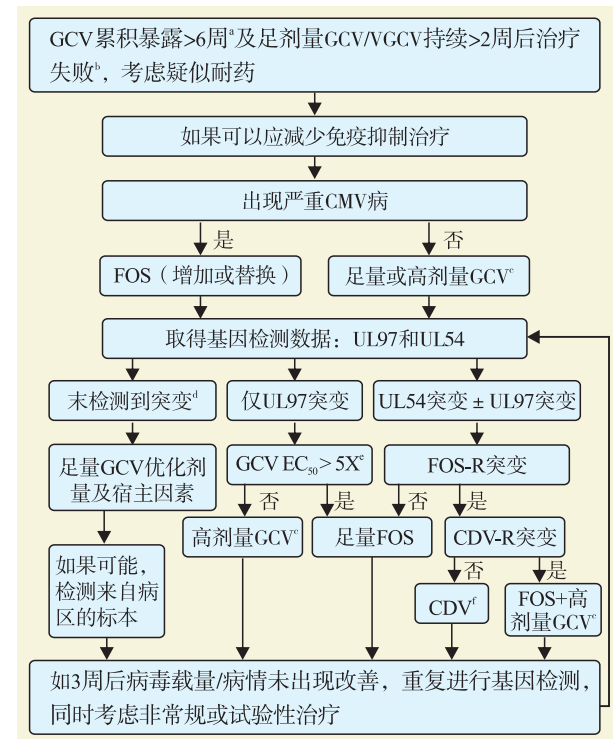 GCV累积暴露>6周ᵃ及足剂量GCV/VGCV持续>2周后治疗
失败ᵇ，考虑疑似耐药
如果可以应减少免疫抑制治疗
出现严重CMV病
是
否
FOS（增加或替换）
足量或高剂量GCVᶜ
取得基因检测数据：UL97和UL54
末检测到突变ᵈ
仅UL97突变
UL54突变±UL97突变
足量GCV优化剂
量及宿主因素
GCV EC₅₀>5Xᵉ
FOS-R突变
否
是
否
是
高剂量GCVᶜ
足量FOS
CDV-R突变
如果可能，
检测来自病
区的标本
否
是
CDVᶠ
FOS+高
剂量GCVᶜ
如3周后病毒载量/病情未出现改善，重复进行基因检测，
同时考虑非常规或试验性治疗